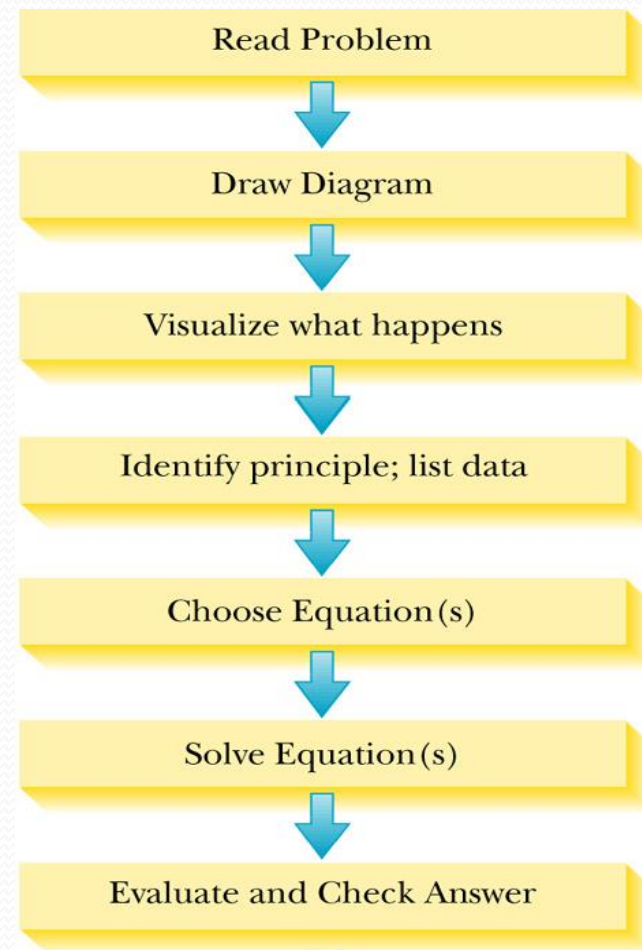 Read Problem
Draw Diagram
Visualize what happens
Identify principle; list data
Choose Equation(s)
Solve Equation(s)
Evaluate and Check Answer